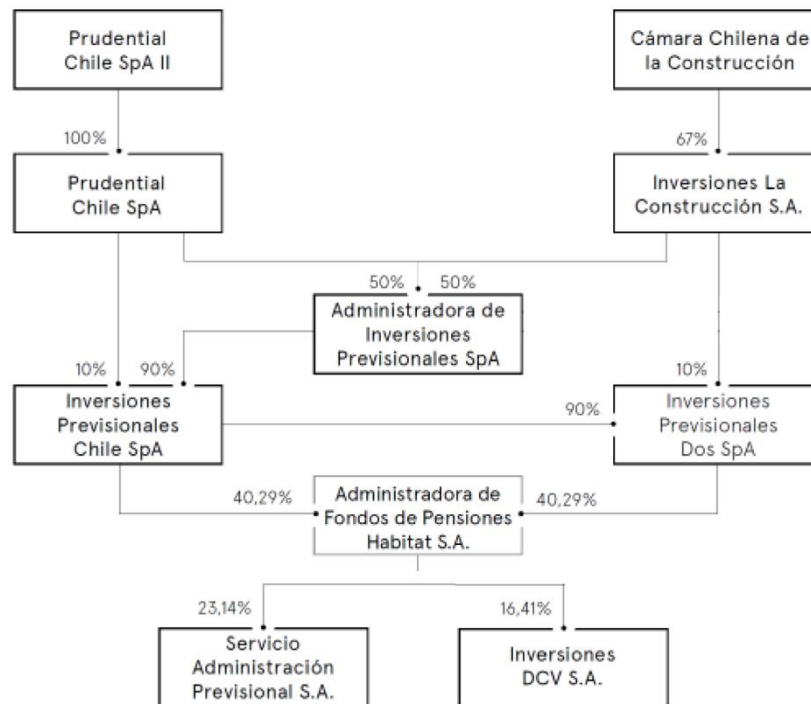 Prudential
Chile SpA II
Cámara Chilena de
la Construcción
100%
67%
Prudential
Chile SpA
Inversiones La
Construcción S.A.
50%
50%
Administradora de
Inversiones
Previsionales SpA
10%
90%
10%
Inversiones
Previsionales
Chile SpA
90%
Inversiones
Previsionales
Dos SpA
40,29%
Administradora de
Fondos de Pensiones
Habitat S.A.
40,29%
23,14%
16,41%
Servicio
Administración
Previsional S.A.
Inversiones
DCV S.A.